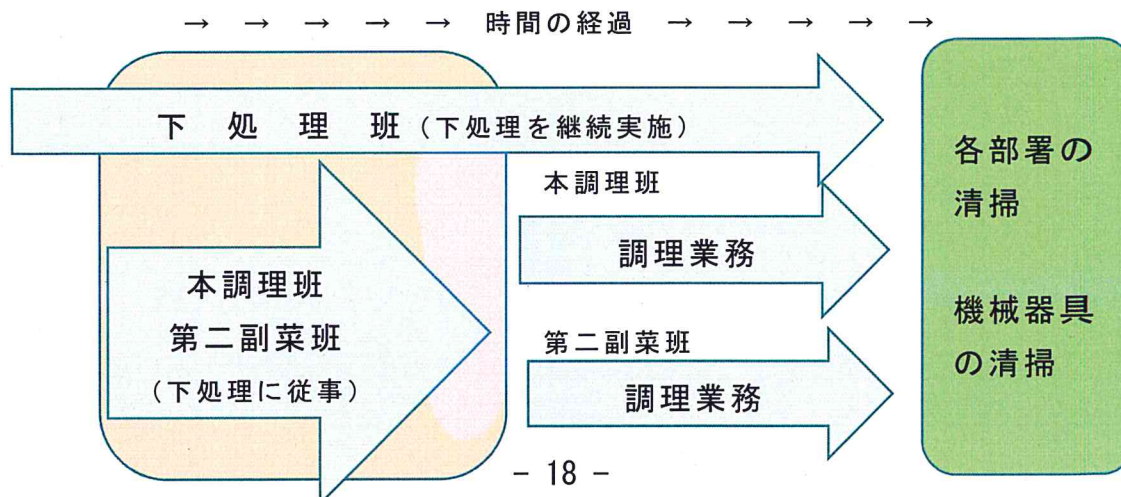 → → → → → 時間の経過 → → → → →
下処理班（下処理を継続実施）
本調理班
第二副菜班
（下処理に従事）
本調理班
調理業務
第二副菜班
調理業務
各部署の
清掃
機械器具
の清掃
- 18 -